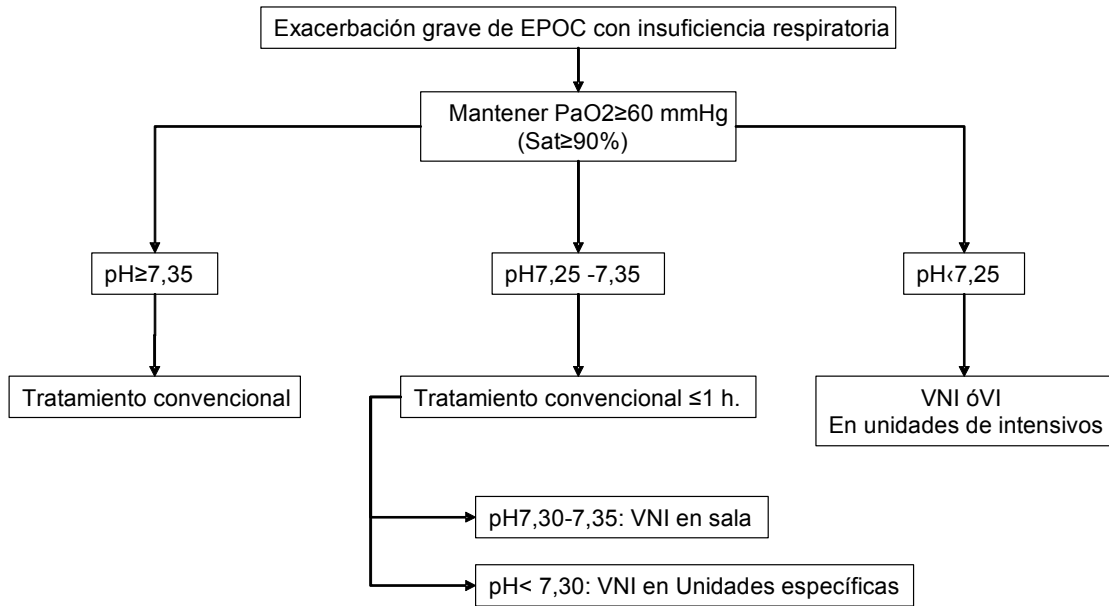 Exacerbación grave de EPOC con insuficiencia respiratoria
Mantener PaO2≥60 mmHg
(Sat≥90%)
pH≥7,35
pH7,25 -7,35
pH‹7,25
Tratamiento convencional
Tratamiento convencional ≤1 h.
VNI óVI
En unidades de intensivos
pH7,30-7,35: VNI en sala
pH< 7,30: VNI en Unidades específicas